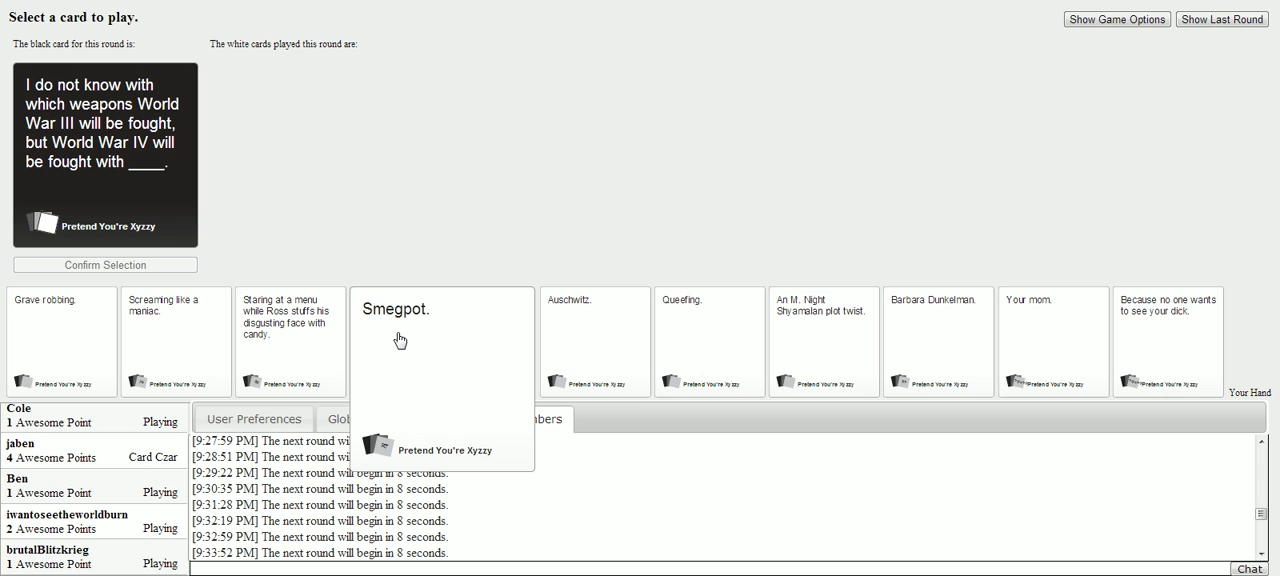 Select a card to play.
Show Game Options
Show Last Round
The black card for this round is:
The white cards played this round are:
I do not know with
which weapons World
War III will be fought,
but World War IV will
be fought with ____.
Pretend You're Xyzzy
Confirm Selection
Grave robbing.
Pretend You're Xyzzy
Screaming like a
maniac.
Pretend You're Xyzzy
Staring at a menu
while Ross stuffs his
disgusting face with
candy.
Pretend You're Xyzzy
Smegpot.
Pretend You're Xyzzy
Auschwitz.
Pretend You're Xyzzy
Queefing.
Pretend You're Xyzzy
An M. Night
Shyamalan plot twist.
Pretend You're Xyzzy
Barbara Dunkelman.
Pretend You're Xyzzy
Your mom.
Pretend You're Xyzzy
Because no one wants
to see your dick.
Pretend You're Xyzzy
Your Hand
Cole
1 Awesome Point Playing
jaben
4 Awesome Points Card Czar
Ben
1 Awesome Point Playing
iwantoseetheworldburn
2 Awesome Points Playing
brutalBlitzkrieg
1 Awesome Point Playing
User Preferences
[9:27:59 PM] The next round wi
[9:28:51 PM] The next round wi
[9:29:22 PM] The next round will begin in 8 seconds.
[9:30:35 PM] The next round will begin in 8 seconds.
[9:31:28 PM] The next round will begin in 8 seconds.
[9:32:19 PM] The next round will begin in 8 seconds.
[9:32:59 PM] The next round will begin in 8 seconds.
[9:33:52 PM] The next round will begin in 8 seconds.
Chat